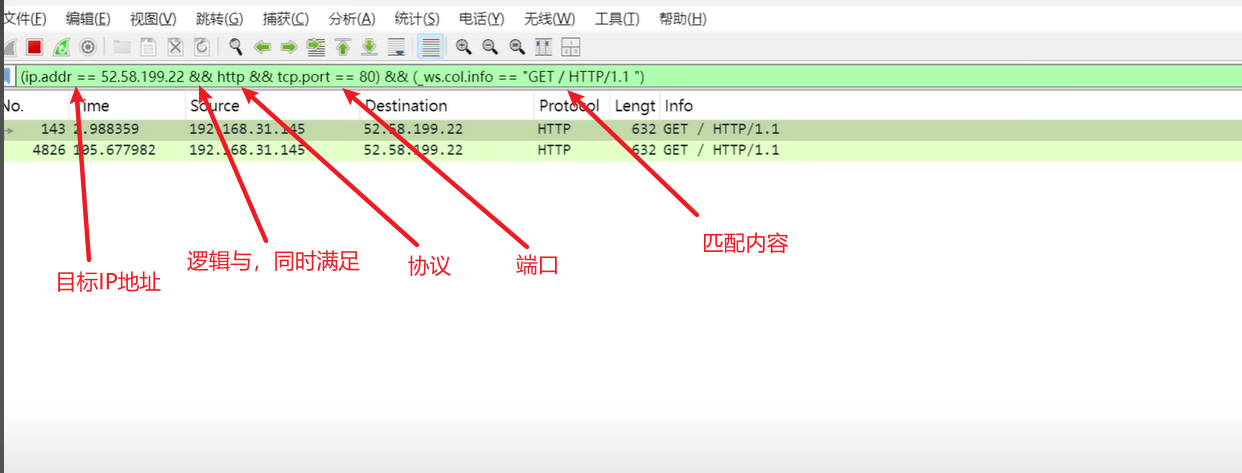 文件(F) 编辑(E) 视图(V) 跳转(G) 捕获(C) 分析(A) 统计(S) 电话(Y) 无线(W) 工具(T) 帮助(H)
(ip.addr == 52.58.199.22 && http && tcp.port == 80) && (_ws.col.info == "GET / HTTP/1.1 ")
No. Time Source Destination Protocol Lengt Info
143 2.988359 192.168.31.145 52.58.199.22 HTTP 632 GET / HTTP/1.1
4826 195.677982 192.168.31.145 52.58.199.22 HTTP 632 GET / HTTP/1.1
目标IP地址 逻辑与，同时满足 协议 端口 匹配内容